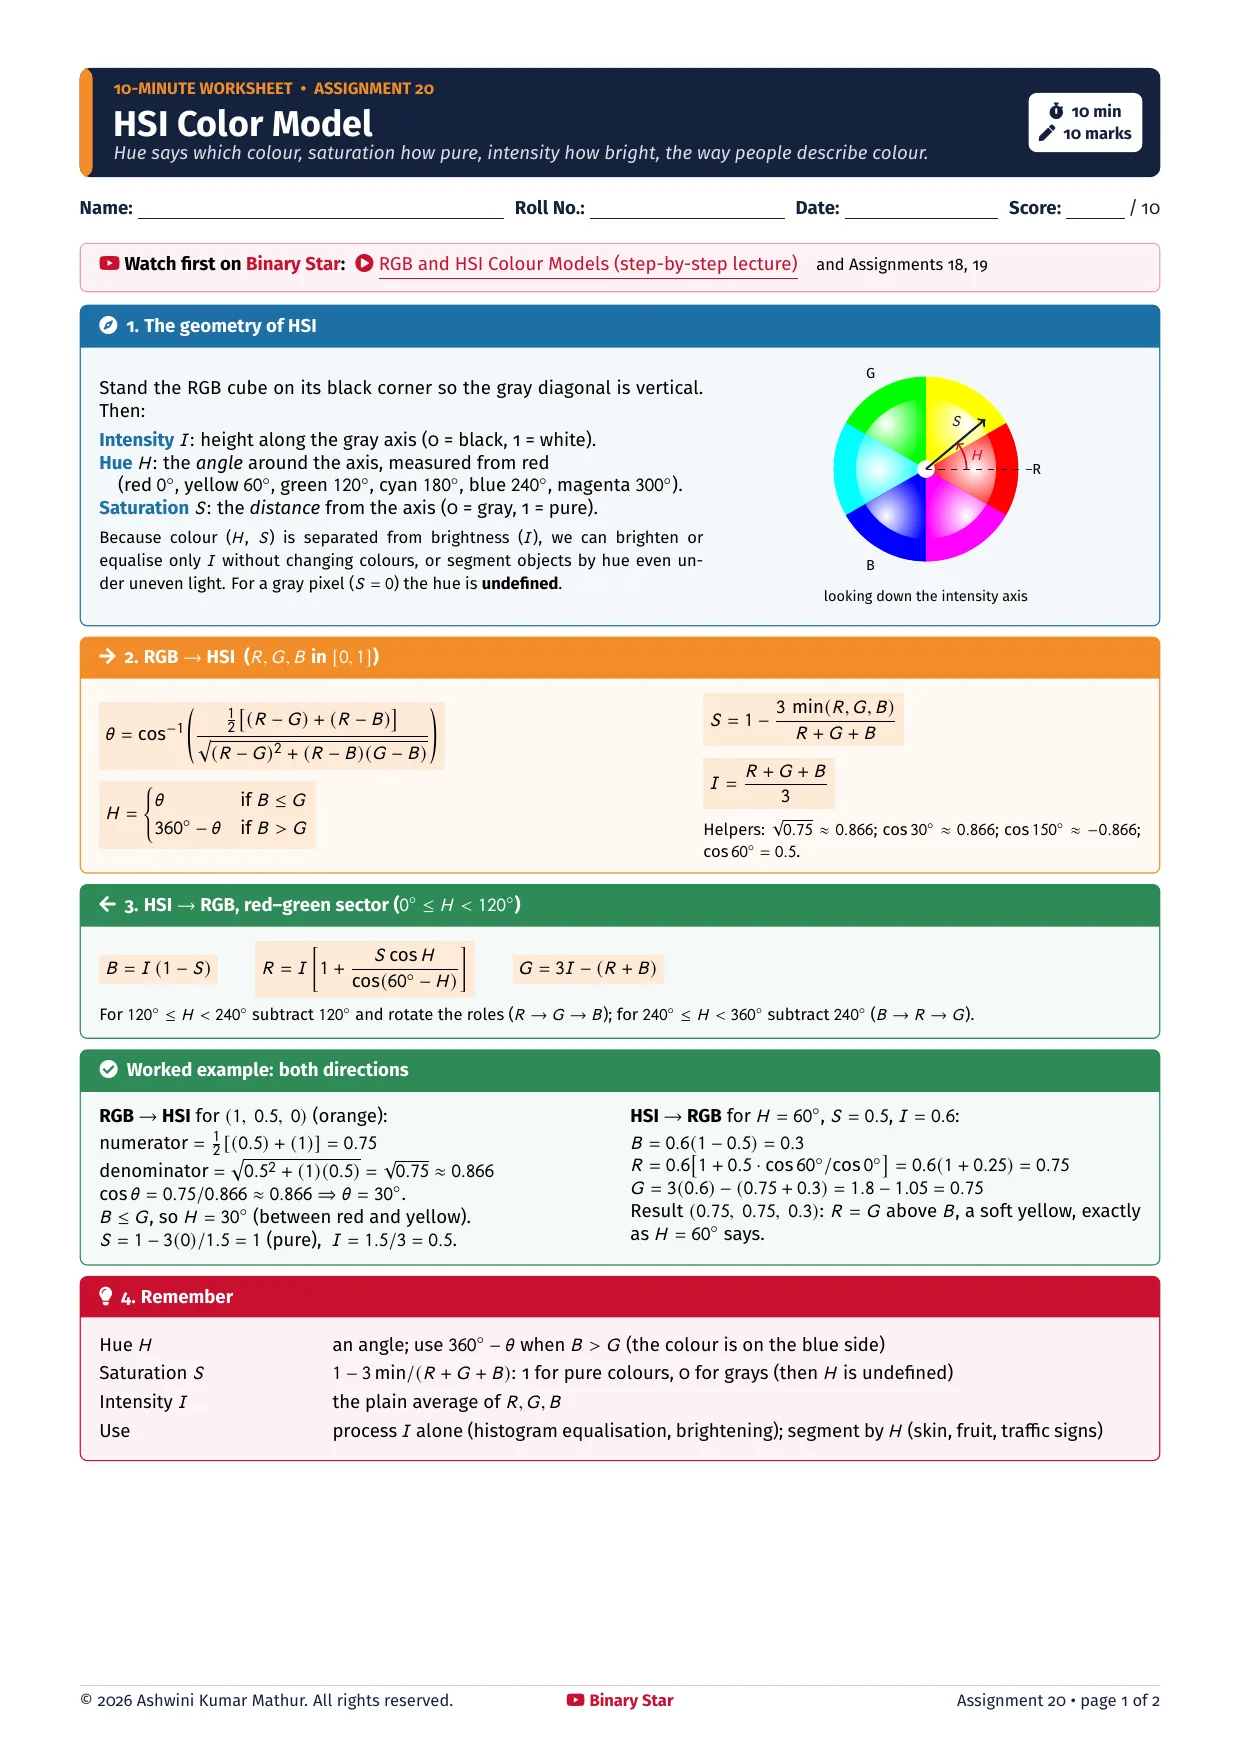 10-MINUTE WORKSHEET • ASSIGNMENT 20
HSI Color Model
Hue says which colour, saturation how pure, intensity how bright, the way people describe colour.
10 min
10 marks
Name: Roll No.: Date: Score: / 10
Watch first on Binary Star: RGB and HSI Colour Models (step-by-step lecture) and Assignments 18, 19
1. The geometry of HSI
Stand the RGB cube on its black corner so the gray diagonal is vertical.
Then:
Intensity I: height along the gray axis (0 = black, 1 = white).
Hue H: the angle around the axis, measured from red
(red 0°, yellow 60°, green 120°, cyan 180°, blue 240°, magenta 300°).
Saturation S: the distance from the axis (0 = gray, 1 = pure).
Because colour (H, S) is separated from brightness (I), we can brighten or
equalise only I without changing colours, or segment objects by hue even un-
der uneven light. For a gray pixel (S = 0) the hue is undefined.
G
S
H
R
B
looking down the intensity axis
2. RGB → HSI (R, G, B in [0, 1])
θ = cos⁻¹( ½[(R − G) + (R − B)] / √((R − G)² + (R − B)(G − B)) )
H = { θ if B ≤ G
360° − θ if B > G
S = 1 − 3 min(R, G, B) / (R + G + B)
I = (R + G + B) / 3
Helpers: √0.75 ≈ 0.866; cos 30° ≈ 0.866; cos 150° ≈ −0.866;
cos 60° = 0.5.
3. HSI → RGB, red–green sector (0° ≤ H < 120°)
B = I (1 − S) R = I [1 + S cos H / cos(60° − H)] G = 3I − (R + B)
For 120° ≤ H < 240° subtract 120° and rotate the roles (R → G → B); for 240° ≤ H < 360° subtract 240° (B → R → G).
Worked example: both directions
RGB → HSI for (1, 0.5, 0) (orange):
numerator = ½[(0.5) + (1)] = 0.75
denominator = √(0.5² + (1)(0.5)) = √0.75 ≈ 0.866
cos θ = 0.75/0.866 ≈ 0.866 ⇒ θ = 30°.
B ≤ G, so H = 30° (between red and yellow).
S = 1 − 3(0)/1.5 = 1 (pure), I = 1.5/3 = 0.5.
HSI → RGB for H = 60°, S = 0.5, I = 0.6:
B = 0.6(1 − 0.5) = 0.3
R = 0.6[1 + 0.5 · cos 60°/cos 0°] = 0.6(1 + 0.25) = 0.75
G = 3(0.6) − (0.75 + 0.3) = 1.8 − 1.05 = 0.75
Result (0.75, 0.75, 0.3): R = G above B, a soft yellow, exactly
as H = 60° says.
4. Remember
Hue H an angle; use 360° − θ when B > G (the colour is on the blue side)
Saturation S 1 − 3 min/(R + G + B): 1 for pure colours, 0 for grays (then H is undefined)
Intensity I the plain average of R, G, B
Use process I alone (histogram equalisation, brightening); segment by H (skin, fruit, traffic signs)
© 2026 Ashwini Kumar Mathur. All rights reserved. Binary Star Assignment 20 • page 1 of 2